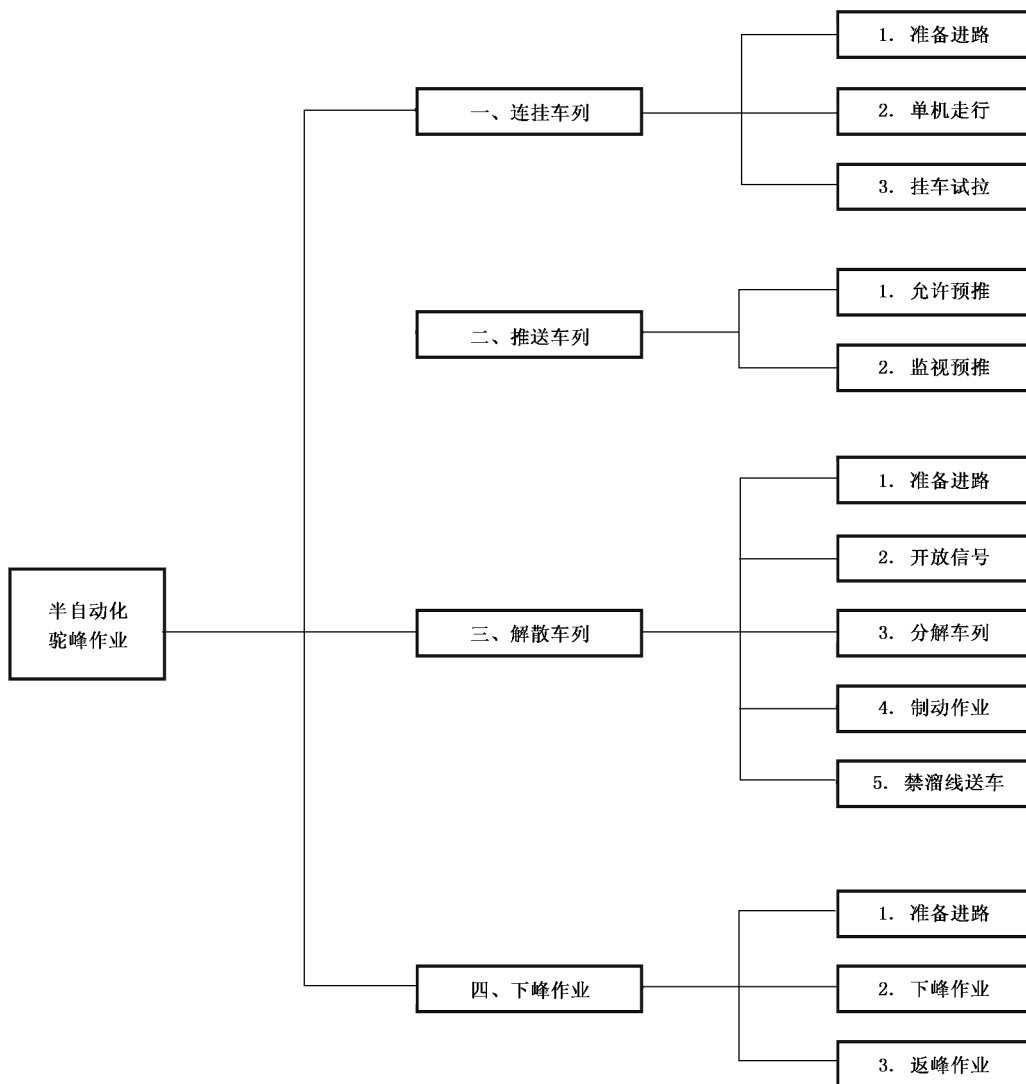 半自动化
驼峰作业
一、连挂车列
1. 准备进路
2. 单机走行
3. 挂车试拉
二、推送车列
1. 允许预推
2. 监视预推
三、解散车列
1. 准备进路
2. 开放信号
3. 分解车列
4. 制动作业
5. 禁溜线送车
四、下峰作业
1. 准备进路
2. 下峰作业
3. 返峰作业